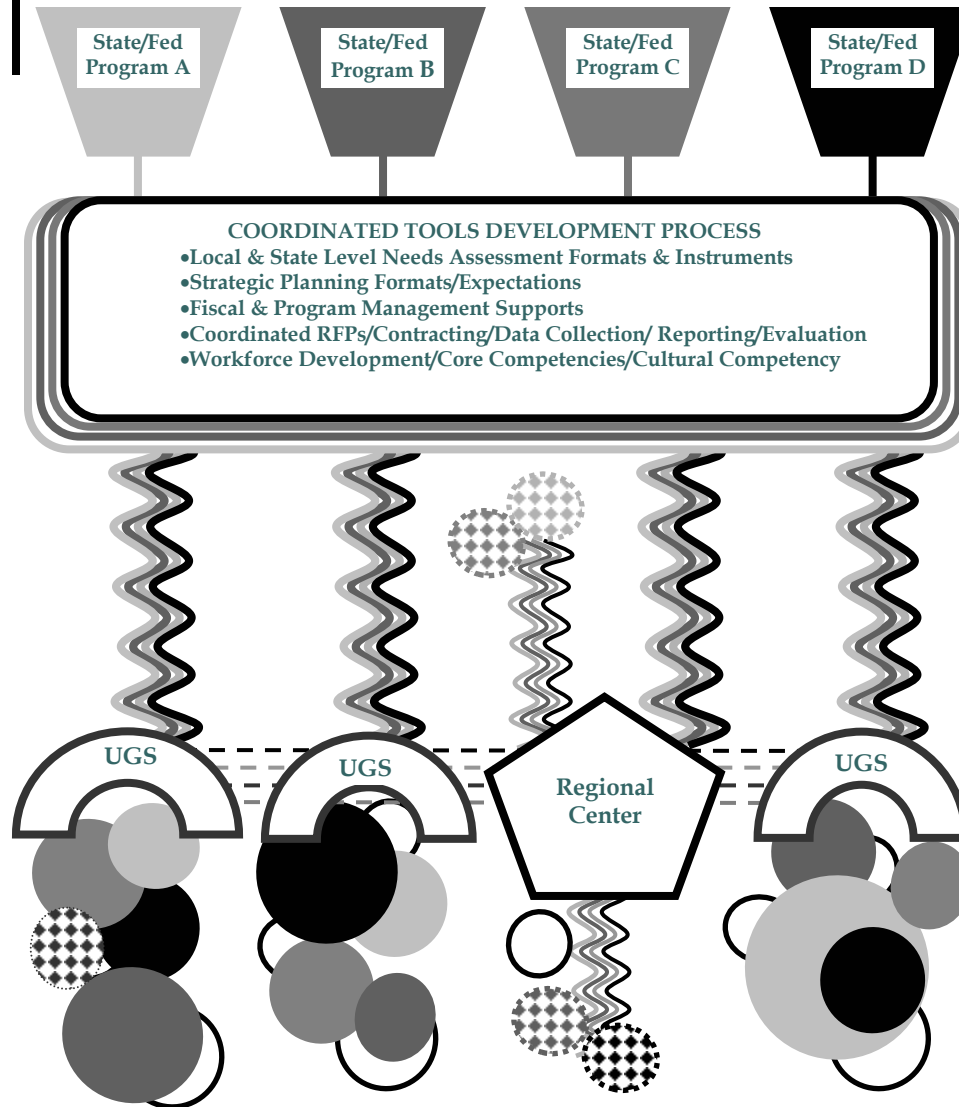 State/Fed
Program A
State/Fed
Program B
State/Fed
Program C
State/Fed
Program D
COORDINATED TOOLS DEVELOPMENT PROCESS
•Local & State Level Needs Assessment Formats & Instruments
•Strategic Planning Formats/Expectations
•Fiscal & Program Management Supports
•Coordinated RFPs/Contracting/Data Collection/ Reporting/Evaluation
•Workforce Development/Core Competencies/Cultural Competency
UGS
UGS
Regional
Center
UGS